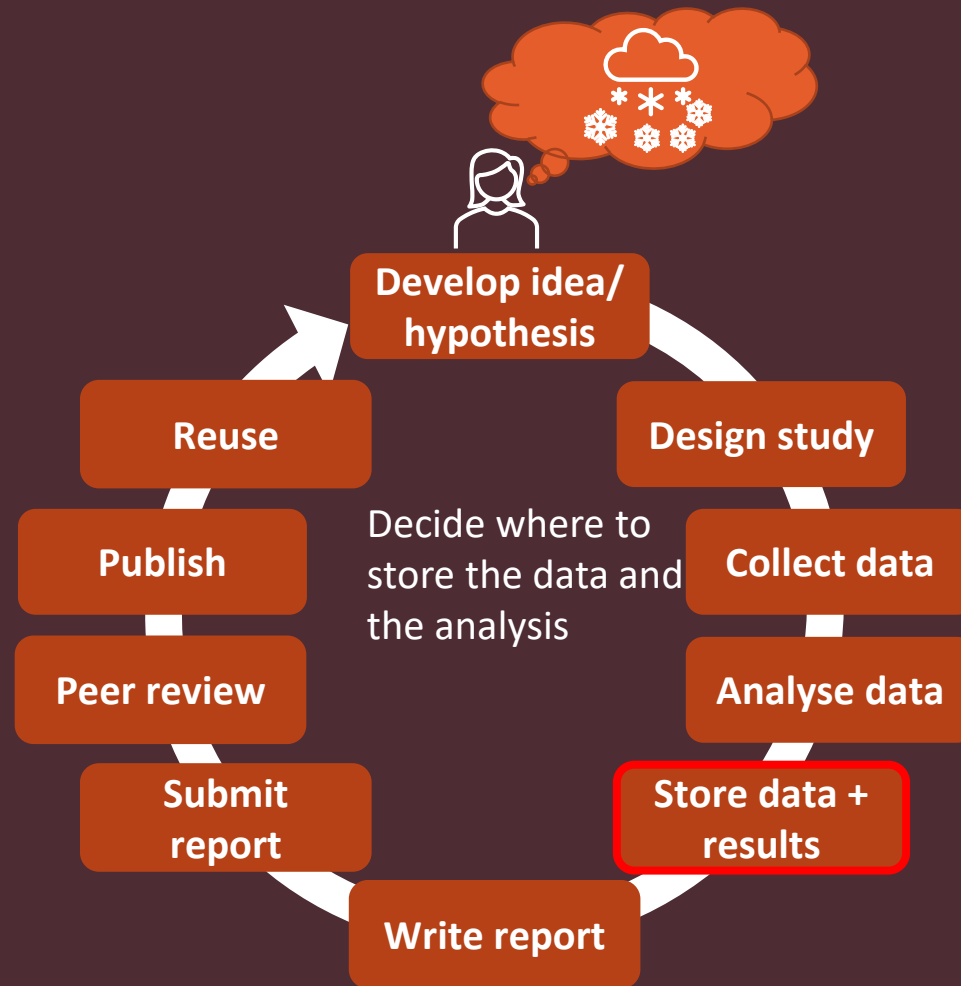 Develop idea/
hypothesis
Design study
Collect data
Analyse data
Store data +
results
Write report
Submit
report
Peer review
Publish
Reuse
Decide where to
store the data and
the analysis